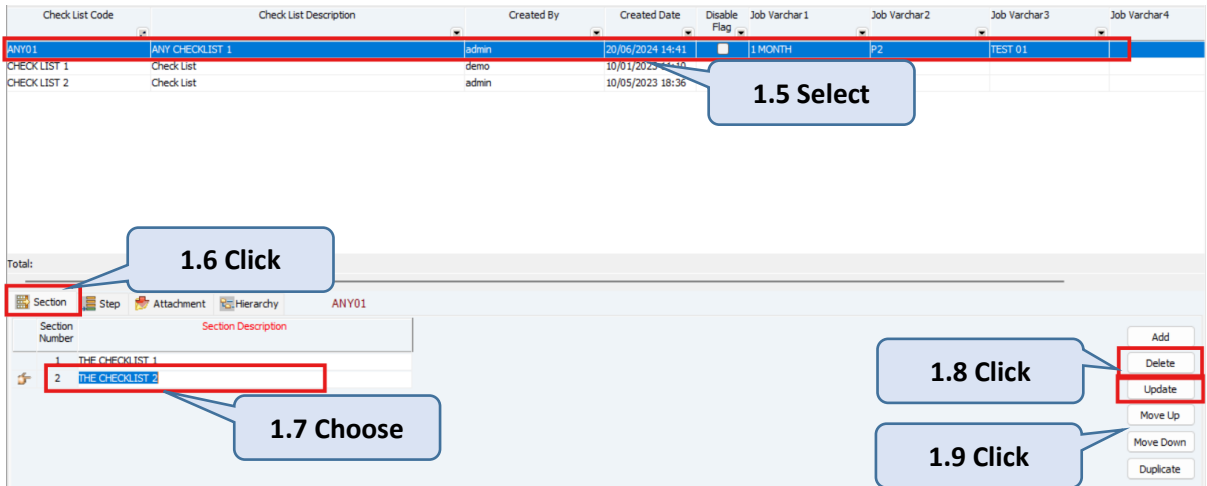 Check List Code Check List Description Created By Created Date Disable Flag Job Varchar1 Job Varchar2 Job Varchar3 Job Varchar4
ANY01 ANY CHECKLIST 1 admin 20/06/2024 14:41 1 MONTH P2 TEST 01
CHECK LIST 1 Check List demo 10/01/2023
CHECK LIST 2 Check List admin 10/05/2023 18:36
1.5 Select
1.6 Click
Total:
Section Step Attachment Hierarchy ANY01
Section Number Section Description
1 THE CHECKLIST 1
2 THE CHECKLIST 2
1.7 Choose
Add
Delete
1.8 Click
Update
Move Up
Move Down
1.9 Click
Duplicate